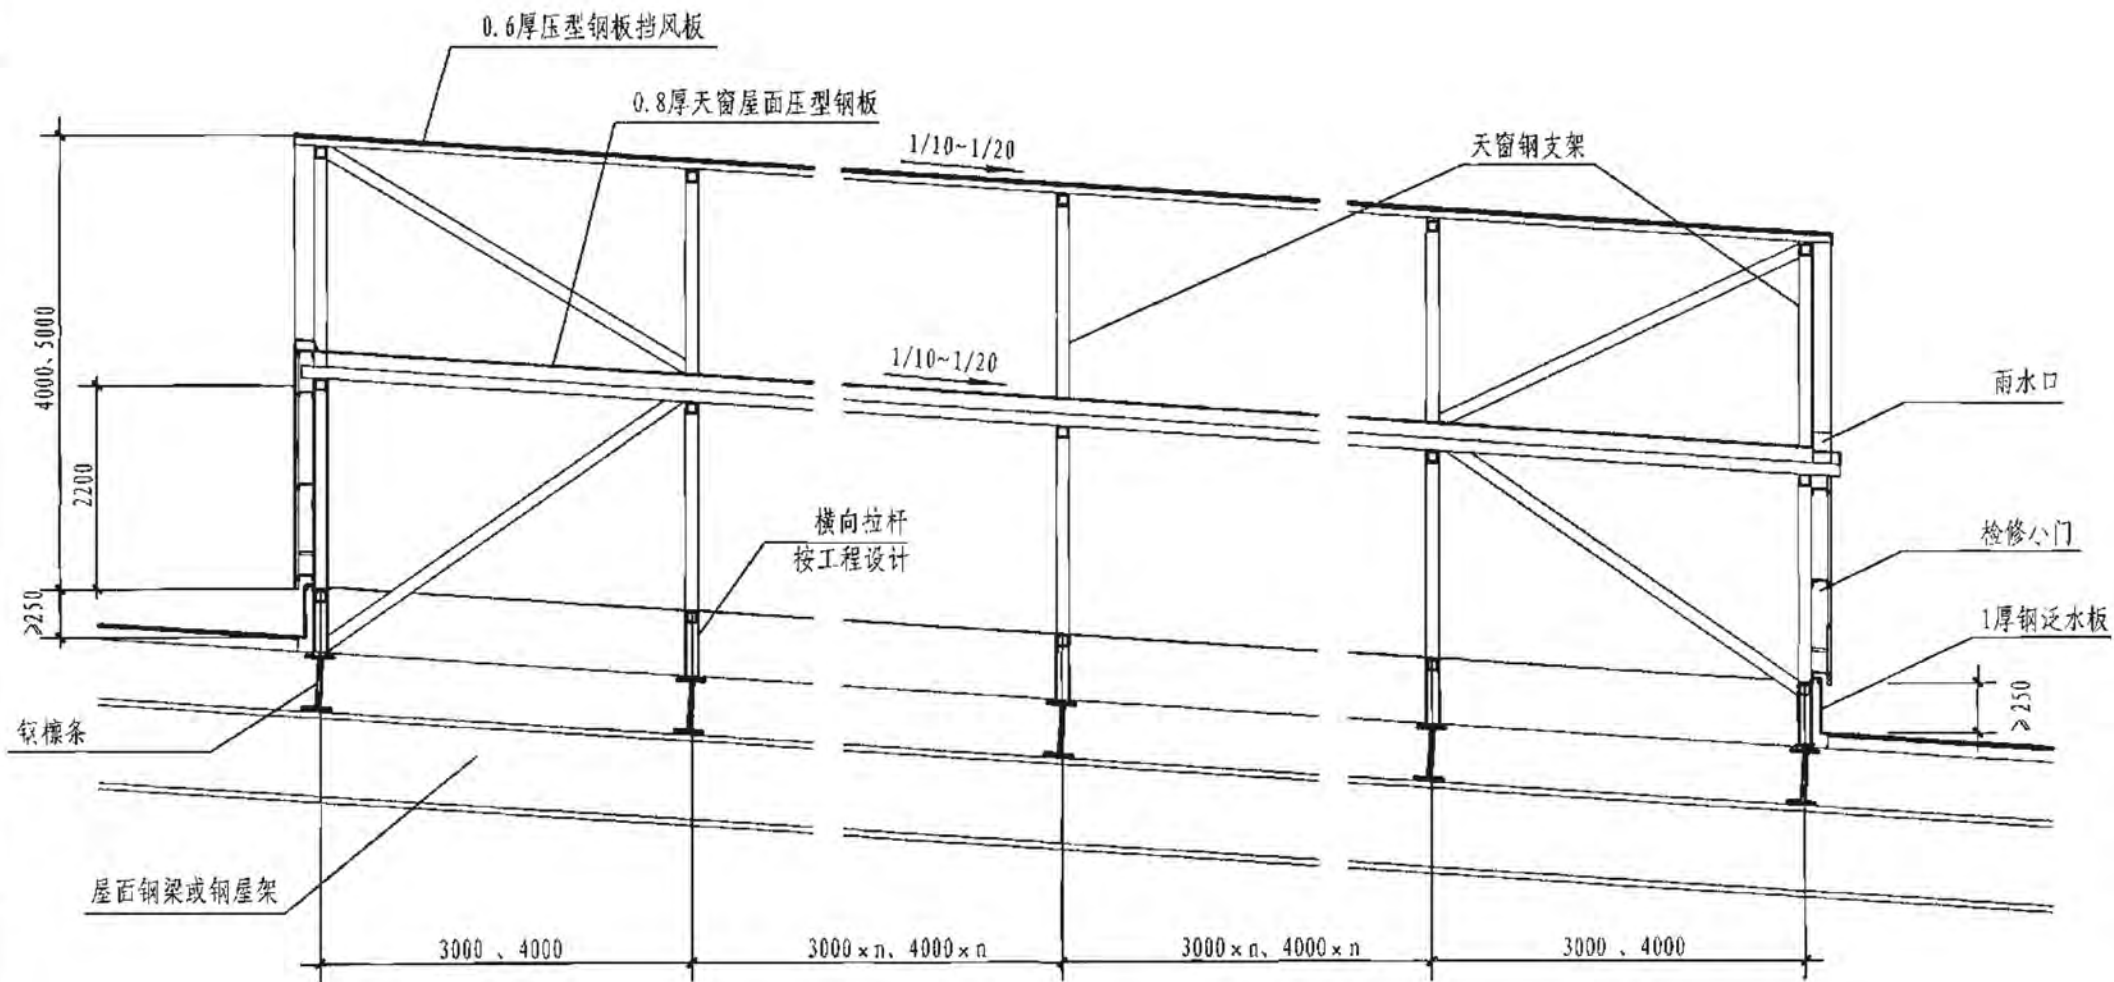 0.6厚压型钢板挡风板
0.8厚天窗屋面压型钢板
1/10~1/20
天窗钢支架
4000、5000
1/10~1/20
雨水口
2200
横向拉杆
按工程设计
检修小门
≥250
1厚钢泛水板
≥250
钢檩条
屋面钢梁或钢屋架
3000、4000
3000×n、4000×n
3000×n、4000×n
3000、4000